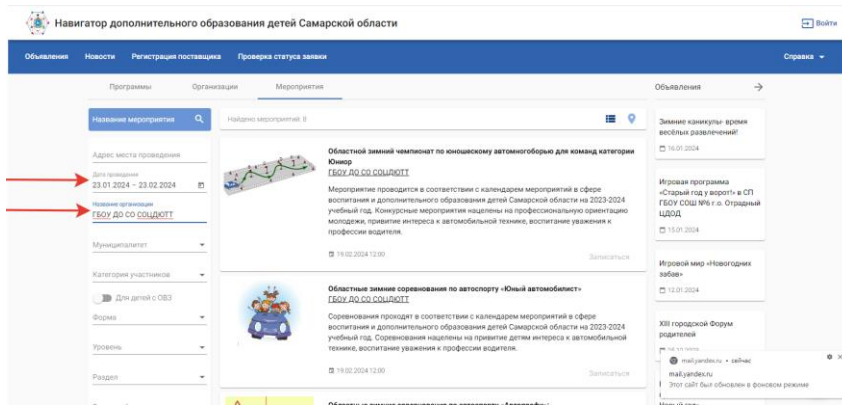 Навигатор дополнительного образования детей Самарской области
Войти
Объявления Новости Регистрация поставщика Проверка статуса заявки Справка
Программы Организации Мероприятия
Объявления
Название мероприятия
Найдено мероприятий: 8
Адрес места проведения
Дата проведения
23.01.2024 – 23.02.2024
Название организации
ГБОУ ДО СО СОЦДЮТТ
Муниципалитет
Категория участников
Для детей с ОВЗ
Форма
Уровень
Раздел
Областной зимний чемпионат по юношескому автомногоборью для команд категории
Юниор
ГБОУ ДО СО СОЦДЮТТ
Мероприятие проводится в соответствии с календарем мероприятий в сфере
воспитания и дополнительного образования детей Самарской области на 2023-2024
учебный год. Конкурсные мероприятия нацелены на профессиональную ориентацию
молодежи, привитие интереса к автомобильной технике, воспитание уважения к
профессии водителя.
19.02.2024 12:00
Записаться
Областные зимние соревнования по автоспорту «Юный автомобилист»
ГБОУ ДО СО СОЦДЮТТ
Соревнования проходят в соответствии с календарем мероприятий в сфере
воспитания и дополнительного образования детей Самарской области на 2023-2024
учебный год. Соревнования нацелены на привитие детям интереса к автомобильной
технике, воспитание уважения к профессии водителя.
19.02.2024 12:00
Записаться
Зимние каникулы- время
весёлых развлечений!
16.01.2024
Игровая программа
«Старый год у ворот!» в СП
ГБОУ СОШ №6 г.о. Отрадный
ЦДОД
15.01.2024
Игровой мир «Новогодних
забав»
12.01.2024
XIII городской Форум
родителей
mail.yandex.ru • сейчас
mail.yandex.ru
Этот сайт был обновлен в фоновом режиме